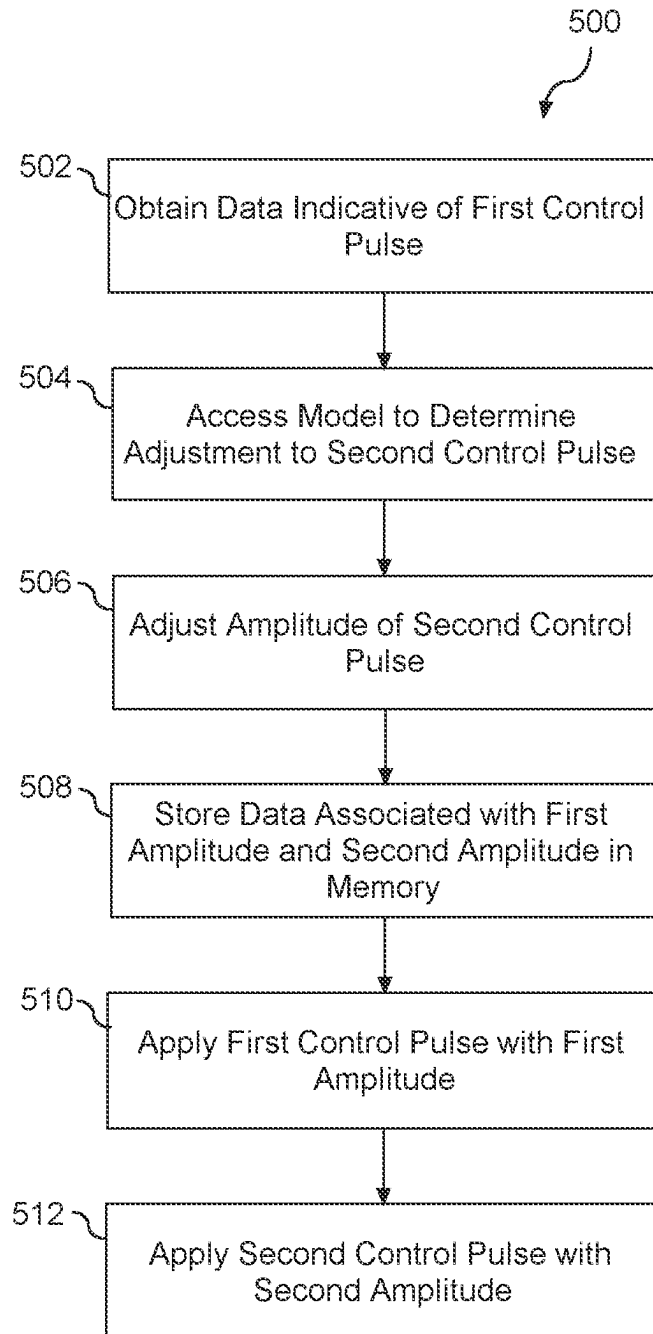 500
502
Obtain Data Indicative of First Control
Pulse
504
Access Model to Determine
Adjustment to Second Control Pulse
506
Adjust Amplitude of Second Control
Pulse
508
Store Data Associated with First
Amplitude and Second Amplitude in
Memory
510
Apply First Control Pulse with First
Amplitude
512
Apply Second Control Pulse with
Second Amplitude